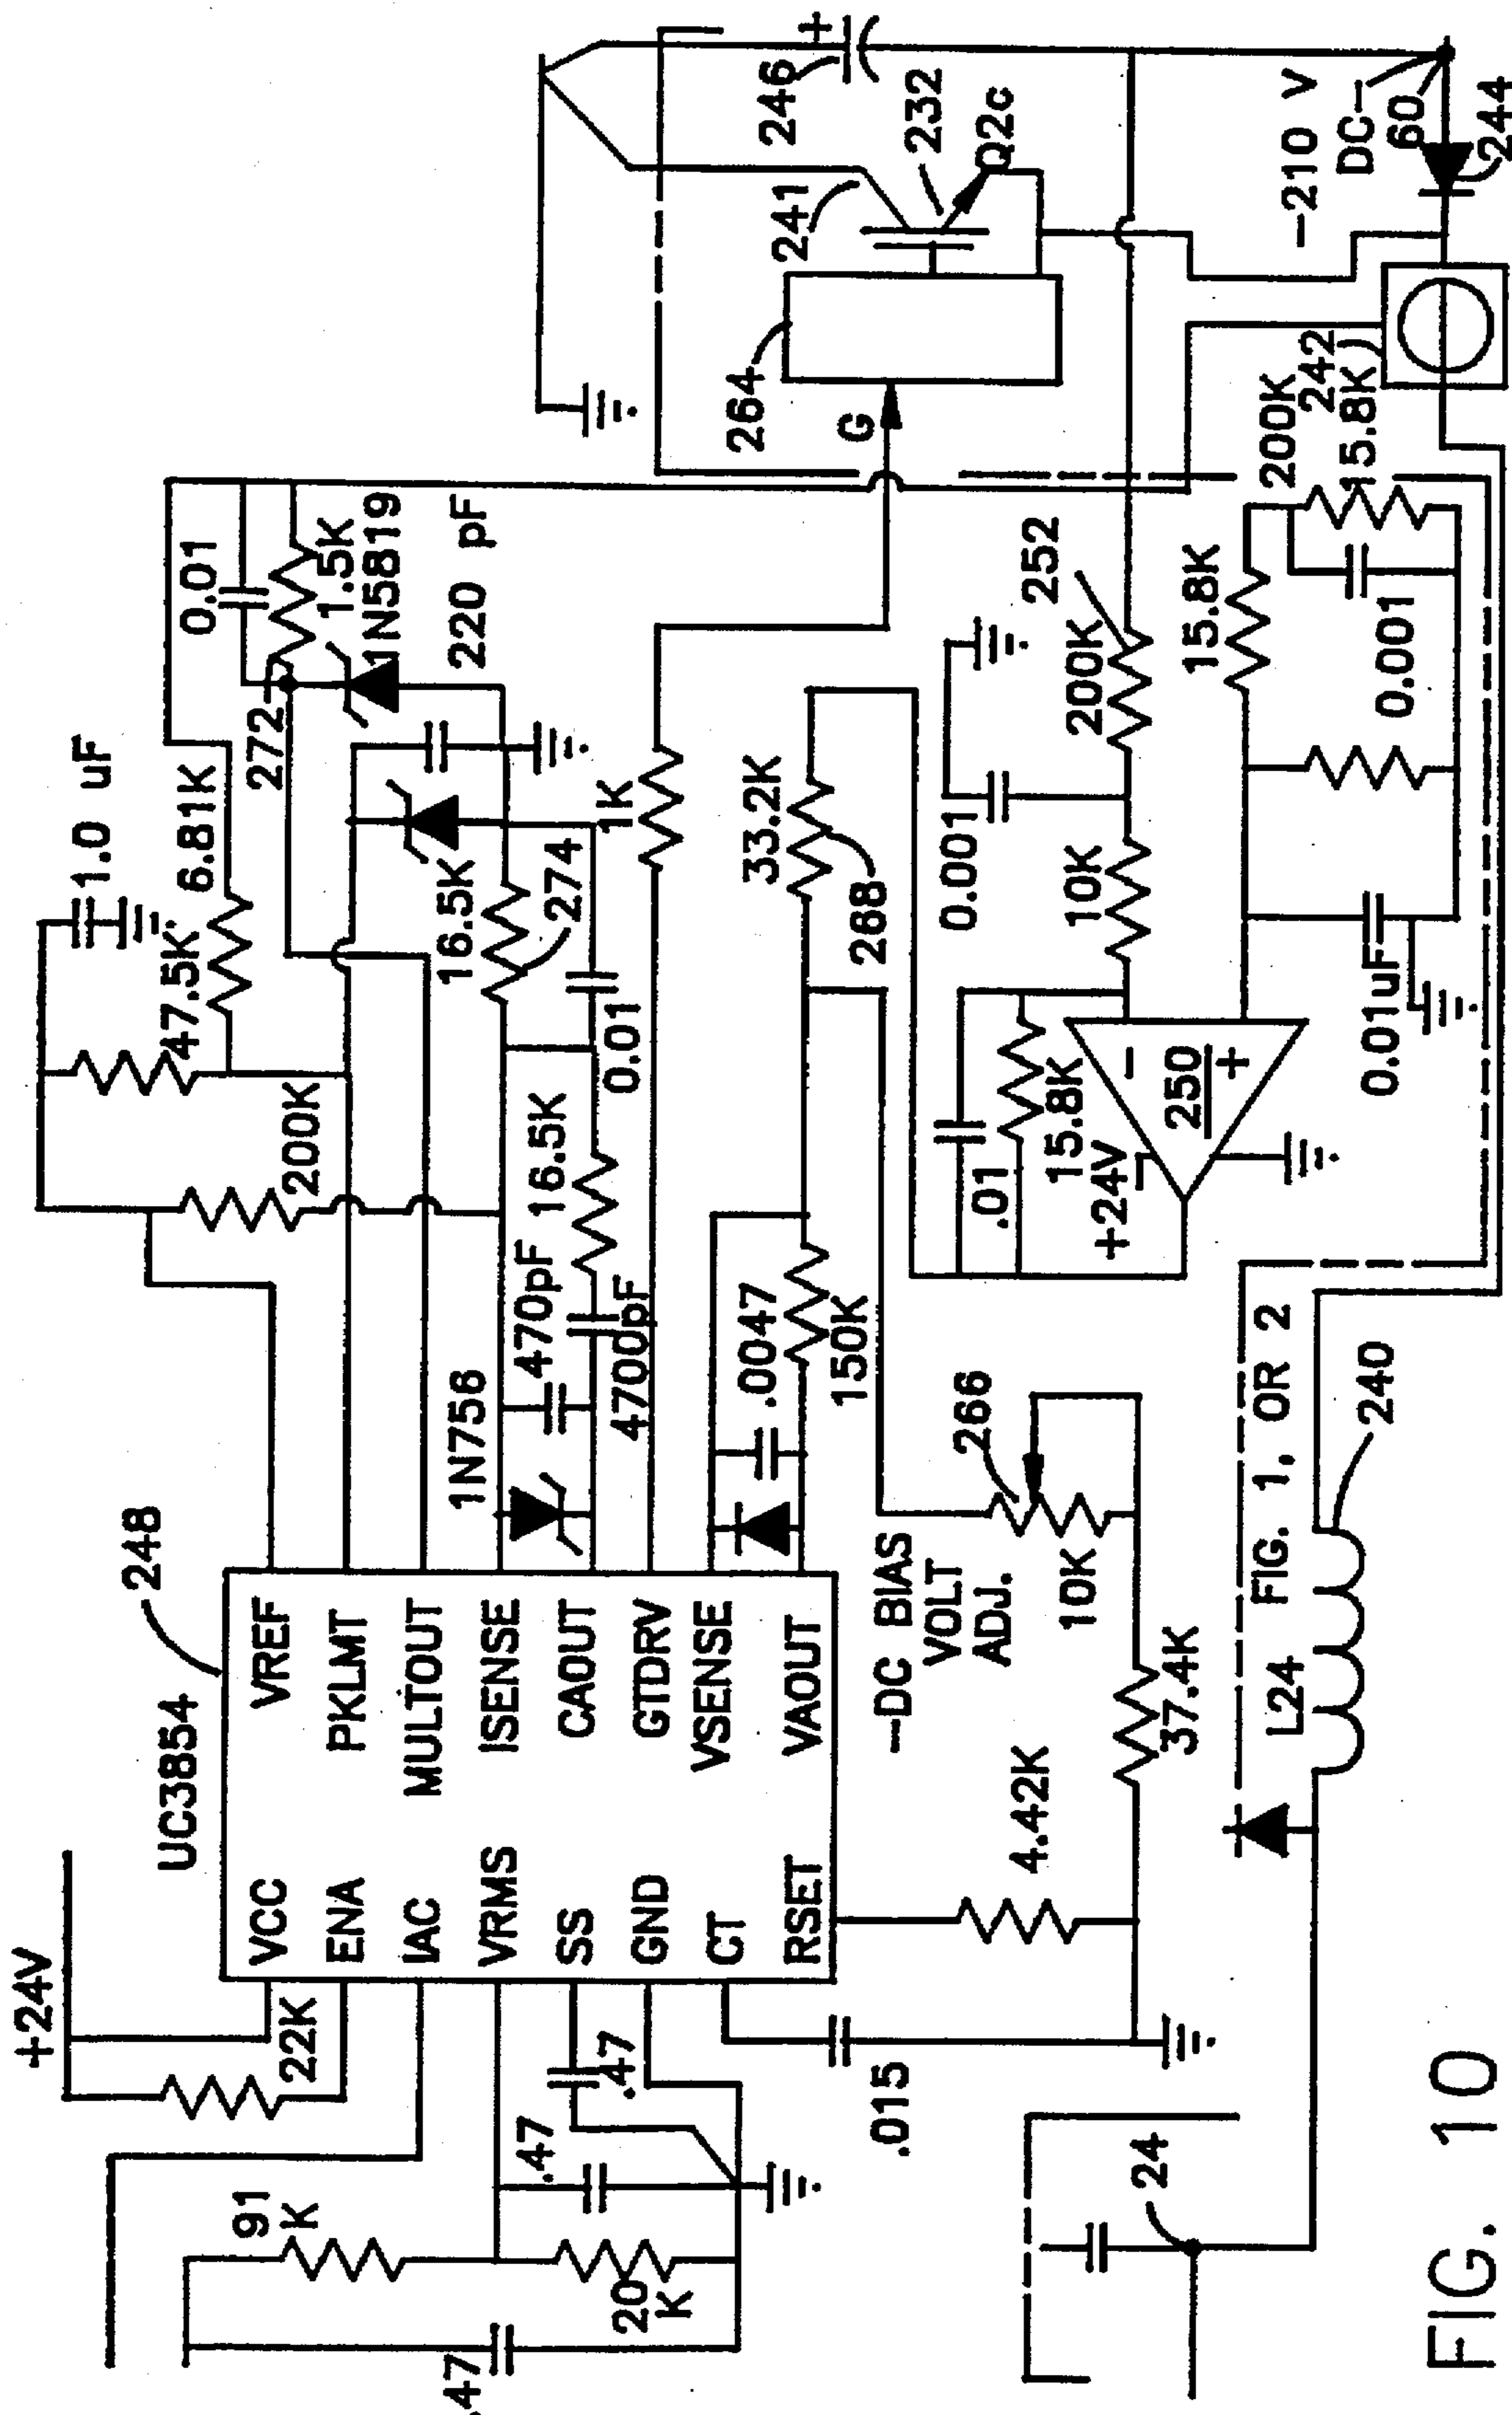 +24V
22K
91
K
20
K
.47
.47
.47
.015
UC3854
248
VCC
ENA
IAC
VRMS
SS
GND
CT
RSET
VREF
PKLMT
MULTOUT
ISENSE
CAOUT
GTDRV
VSENSE
VAOUT
1.0 uF
47.5K
6.81K
200K
272
0.01
1.5K
1N5819
220 pF
16.5K
274
0.01
16.5K
470pF
4700pF
1N758
1K
.0047
150K
33.2K
268
G
264
241
232
Q2c
246
+
−210 V
DC−
60
244
242
200K
15.8K
15.8K
0.001
0.01uF
252
200K
0.001
10K
.01
15.8K
+24V
−
250
+
−DC BIAS
VOLT
ADJ.
266
10K
37.4K
4.42K
FIG. 1, OR 2
L24
240
24
FIG. 10